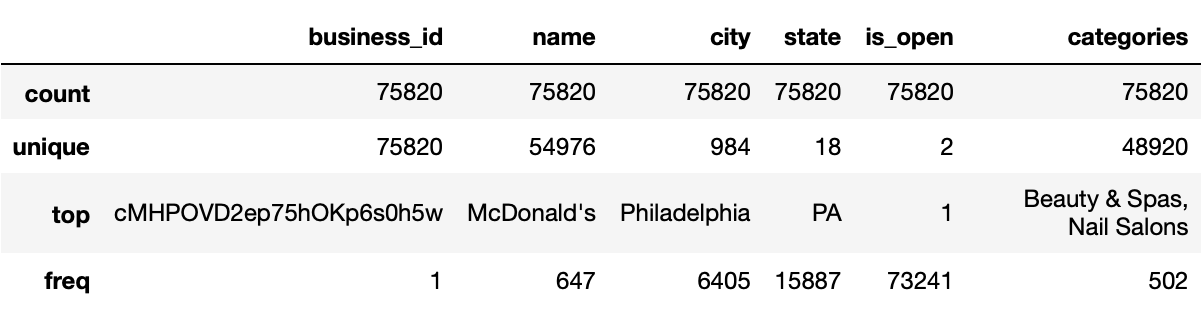 business_id name city state is_open categories
count 75820 75820 75820 75820 75820 75820
unique 75820 54976 984 18 2 48920
top cMHPOVD2ep75hOKp6s0h5w McDonald's Philadelphia PA 1 Beauty & Spas,
Nail Salons
freq 1 647 6405 15887 73241 502